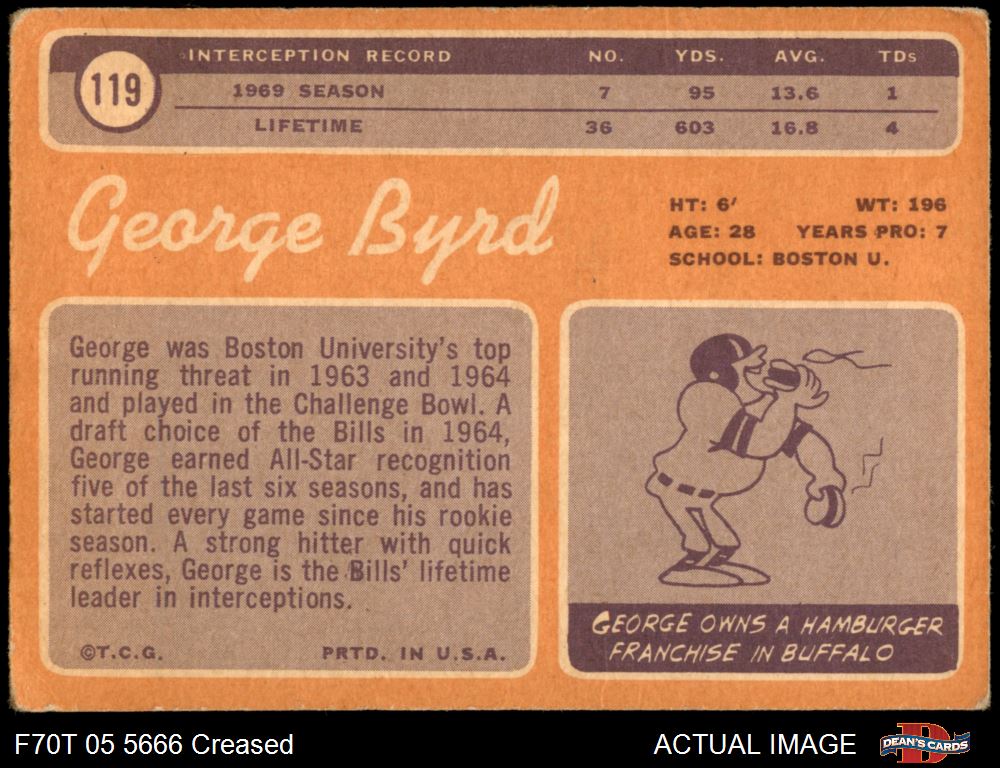 119
INTERCEPTION RECORD NO. YDS. AVG. TDs
1969 SEASON 7 95 13.6 1
LIFETIME 36 603 16.8 4
George Byrd
HT: 6' WT: 196
AGE: 28 YEARS PRO: 7
SCHOOL: BOSTON U.
George was Boston University's top
running threat in 1963 and 1964
and played in the Challenge Bowl. A
draft choice of the Bills in 1964,
George earned All-Star recognition
five of the last six seasons, and has
started every game since his rookie
season. A strong hitter with quick
reflexes, George is the Bills' lifetime
leader in interceptions.
©T.C.G. PRTD. IN U.S.A.
GEORGE OWNS A HAMBURGER
FRANCHISE IN BUFFALO
F70T 05 5666 Creased ACTUAL IMAGE
DEAN'S CARDS